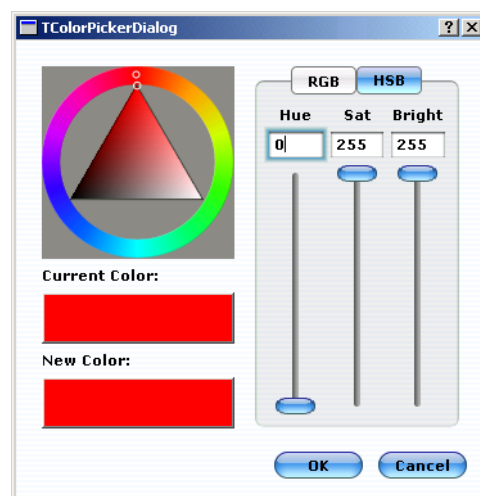 TColorPickerDialog
RGB HSB
Hue Sat Bright
0 255 255
Current Color:
New Color:
OK Cancel